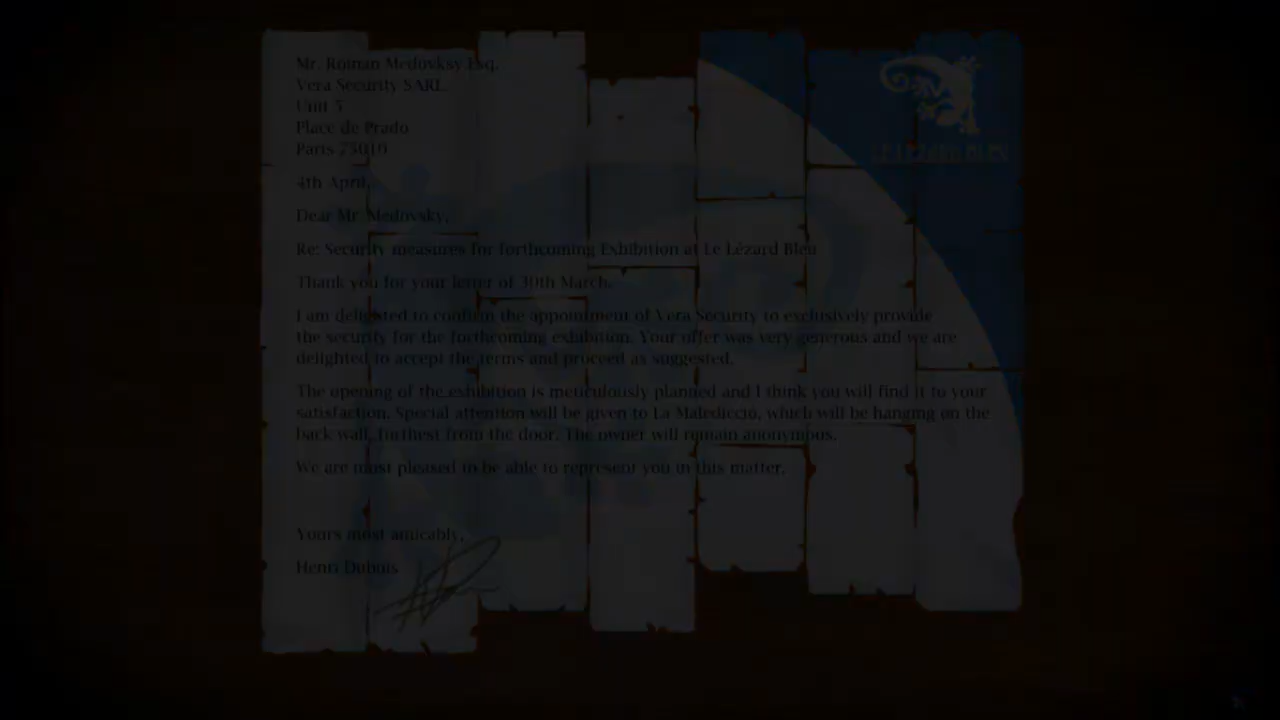 Mr. Roman Medovksy Esq.
Vera Security SARL
Unit 5
Place de Prado
Paris 75019
4th April,
Dear Mr. Medovsky,
Re: Security measures for forthcoming Exhibition at Le Lézard Bleu
Thank you for your letter of 30th March.
I am delighted to confirm the appointment of Vera Security to exclusively provide
the security for the forthcoming exhibition. Your offer was very generous and we are
delighted to accept the terms and proceed as suggested.
The opening of the exhibition is meticulously planned and I think you will find it to your
satisfaction. Special attention will be given to La Malediccio, which will be hanging on the
back wall, furthest from the door. The owner will remain anonymous.
We are most pleased to be able to represent you in this matter.
Yours most amicably,
Henri Dubois
LE LÉZARD BLEU